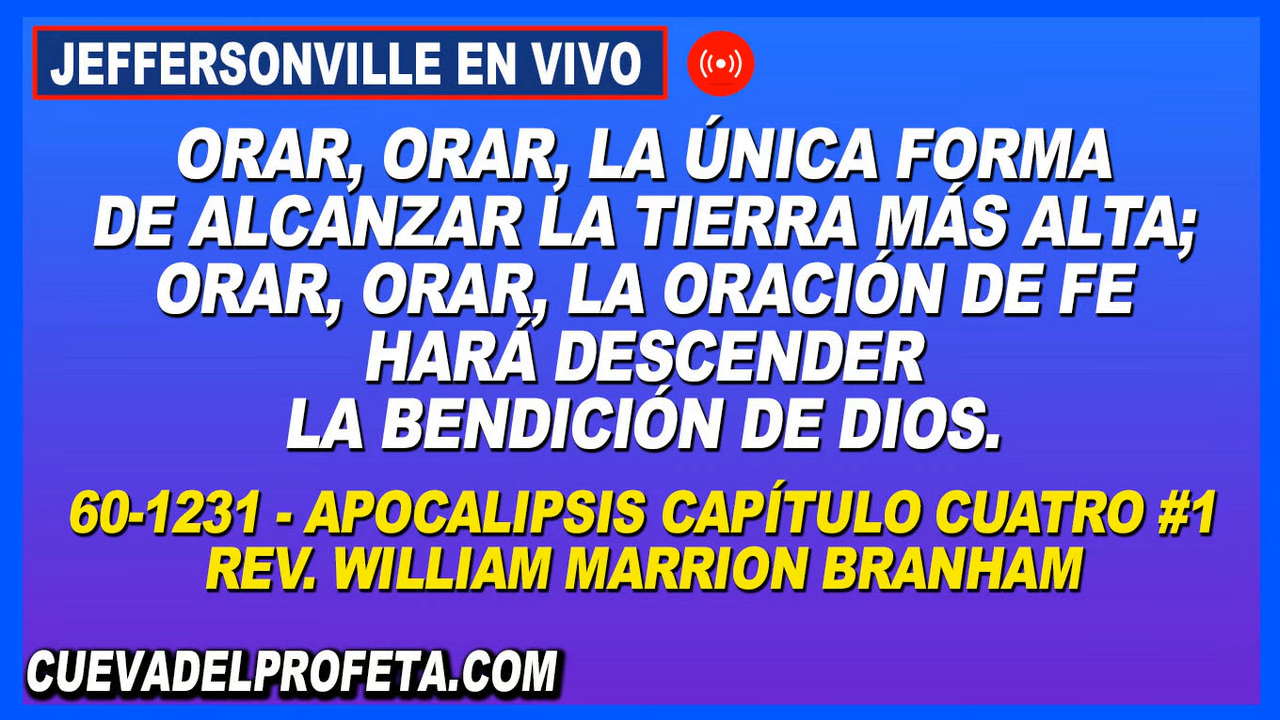 JEFFERSONVILLE EN VIVO
ORAR, ORAR, LA ÚNICA FORMA
DE ALCANZAR LA TIERRA MÁS ALTA;
ORAR, ORAR, LA ORACIÓN DE FE
HARÁ DESCENDER
LA BENDICIÓN DE DIOS.
60-1231 - APOCALIPSIS CAPÍTULO CUATRO #1
REV. WILLIAM MARRION BRANHAM
CUEVADELPROFETA.COM